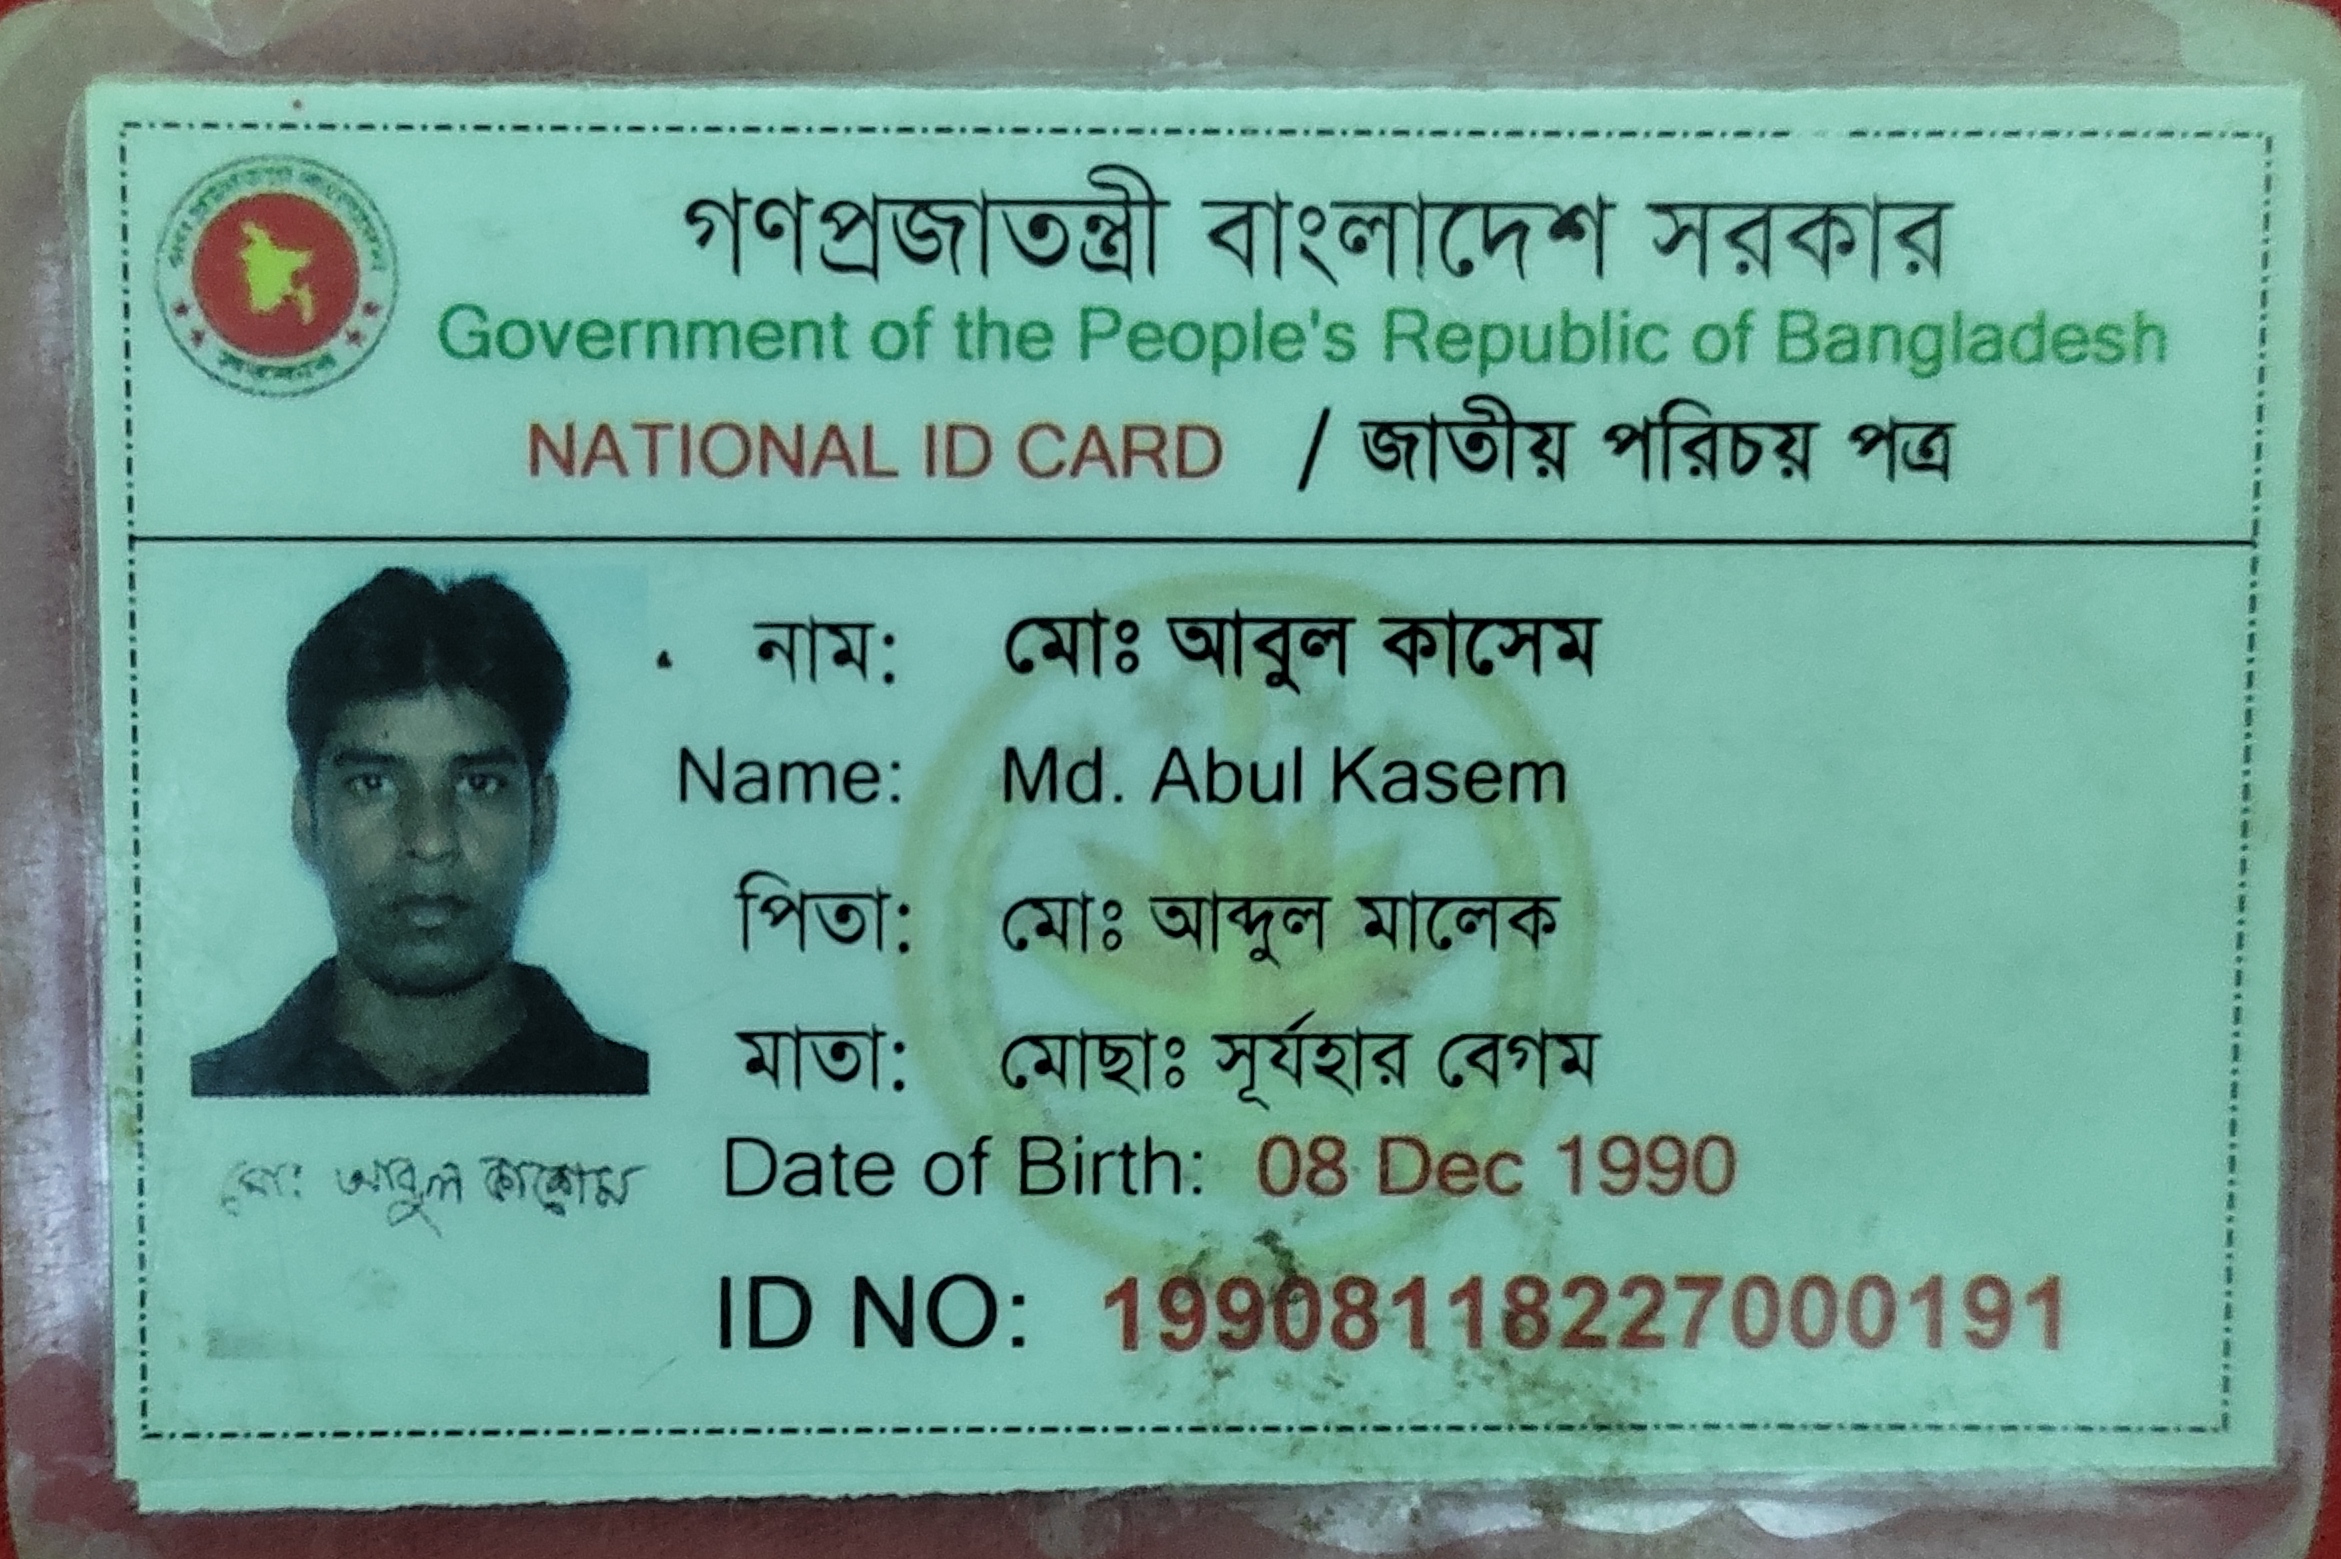 গণপ্রজাতন্ত্রী বাংলাদেশ সরকার
Government of the People's Republic of Bangladesh
NATIONAL ID CARD / জাতীয় পরিচয় পত্র
নাম: মোঃ আবুল কাসেম
Name: Md. Abul Kasem
পিতা: মোঃ আব্দুল মালেক
মাতা: মোছাঃ সূর্যহার বেগম
মো: আবুল
Date of Birth: 08 Dec 1990
ID NO: 19908118227000191